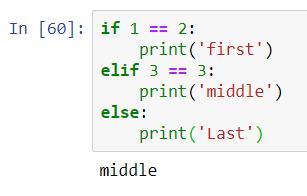 In [60]: if 1 == 2:
    print('first')
elif 3 == 3:
    print('middle')
else:
    print('Last')
middle